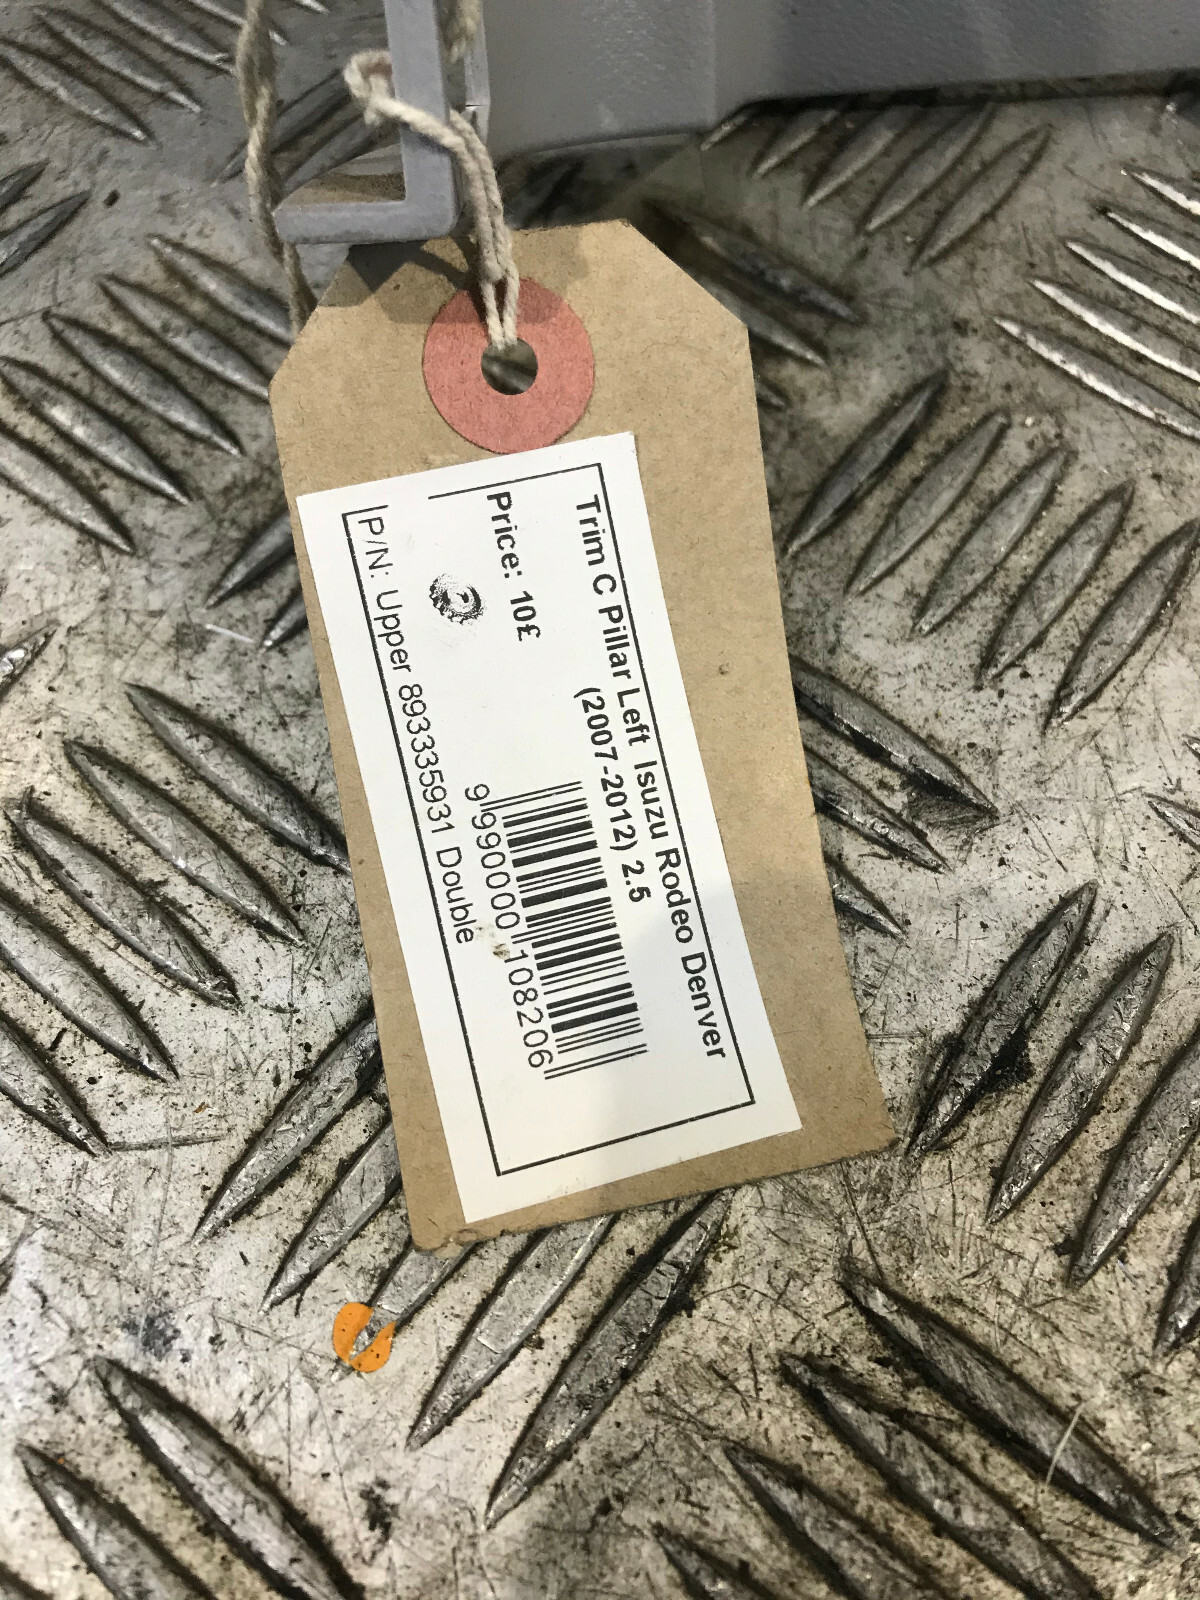 Trim C Pillar Left Isuzu Rodeo Denver
(2007-2012) 2.5
Price: 10£
9 990000 108206
P/N: Upper 893335931 Double